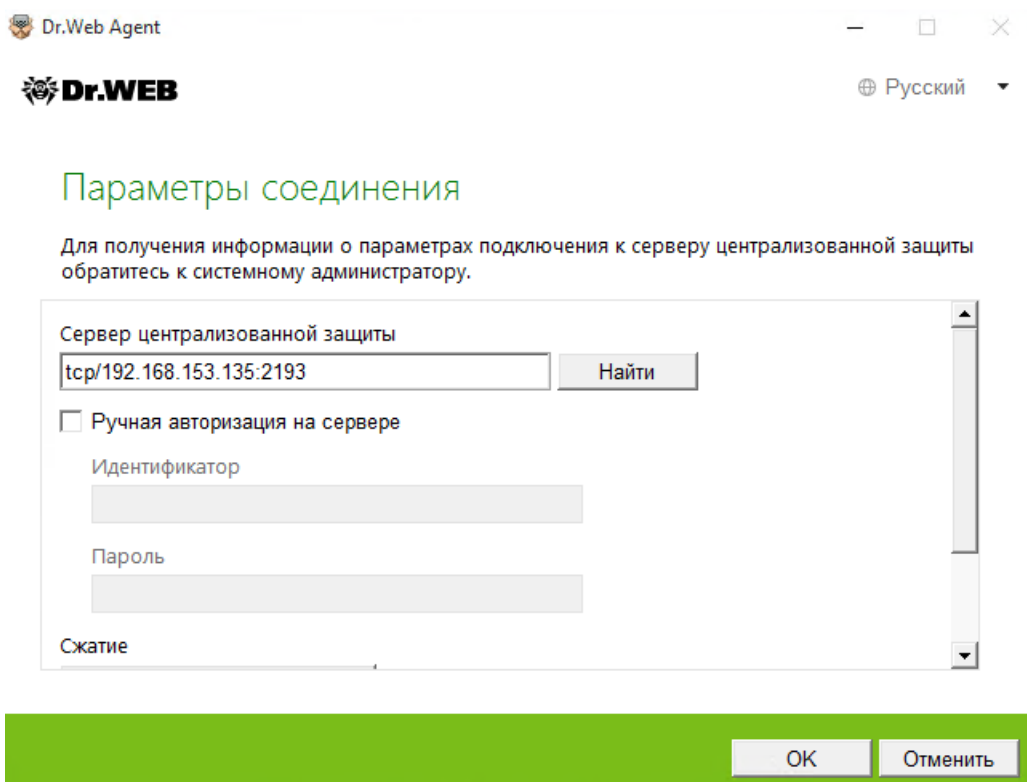 Dr.Web Agent
Dr.WEB
Русский
Параметры соединения
Для получения информации о параметрах подключения к серверу централизованной защиты
обратитесь к системному администратору.
Сервер централизованной защиты
tcp/192.168.153.135:2193
Найти
Ручная авторизация на сервере
Идентификатор
Пароль
Сжатие
OK
Отменить